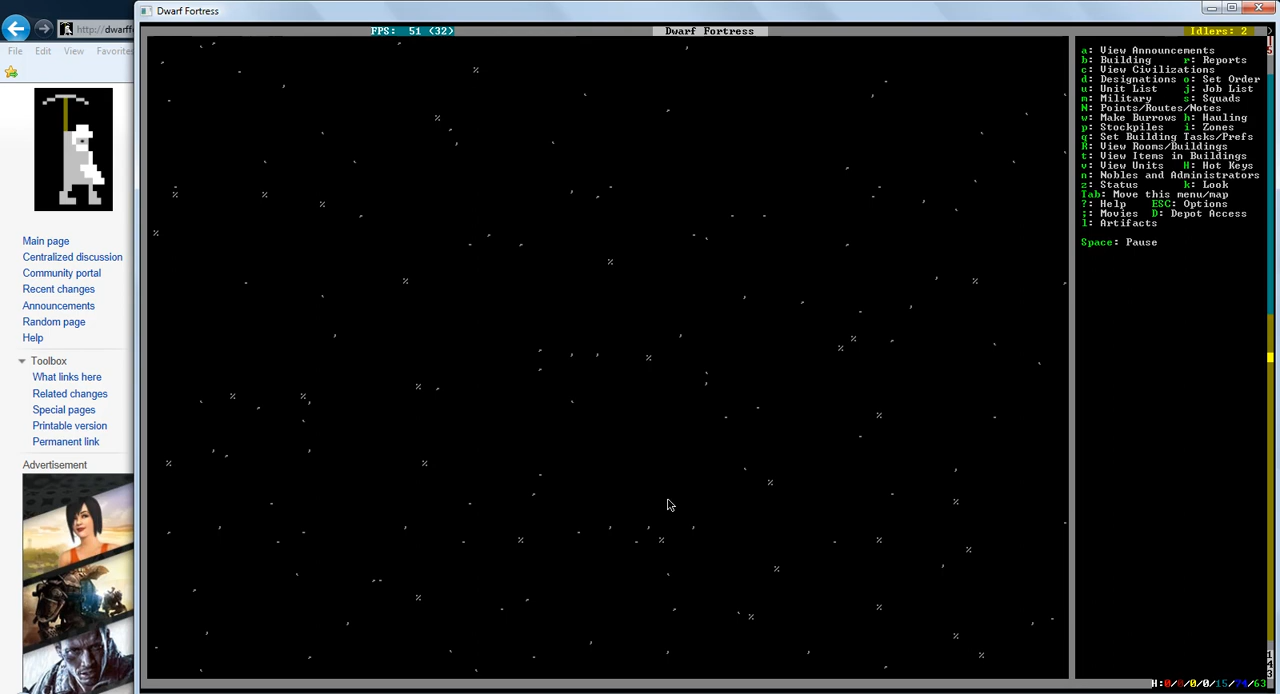 Dwarf Fortress
http://dwarff
File Edit View Favorites
FPS: 51 (32)
Dwarf Fortress
Idlers: 2
a: View Announcements
b: Building r: Reports
c: View Civilizations
d: Designations o: Set Order
u: Unit List j: Job List
m: Military s: Squads
N: Points/Routes/Notes
w: Make Burrows h: Hauling
p: Stockpiles i: Zones
q: Set Building Tasks/Prefs
R: View Rooms/Buildings
t: View Items in Buildings
v: View Units H: Hot Keys
n: Nobles and Administrators
z: Status k: Look
Tab: Move this menu/map
?: Help ESC: Options
;: Movies D: Depot Access
l: Artifacts
Space: Pause
Main page
Centralized discussion
Community portal
Recent changes
Announcements
Random page
Help
Toolbox
What links here
Related changes
Special pages
Printable version
Permanent link
Advertisement